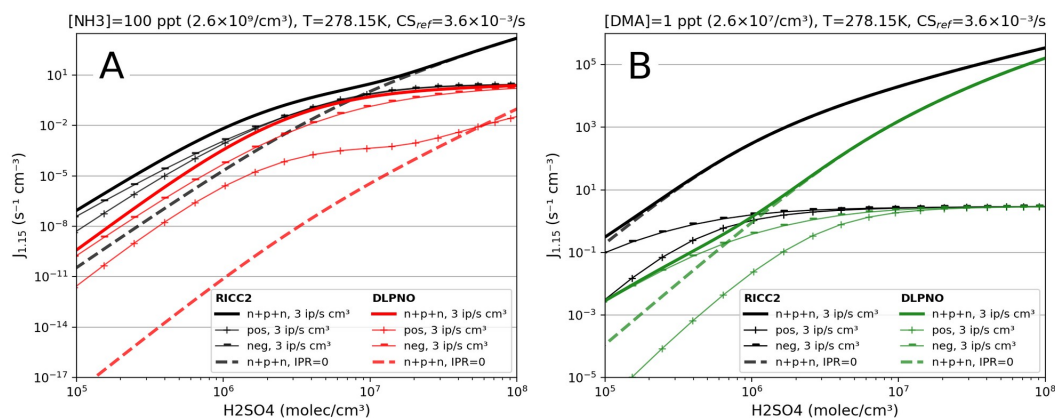 [NH3]=100 ppt (2.6×10⁹/cm³), T=278.15K, CS_ref=3.6×10⁻³/s
A
10¹
10⁻²
10⁻⁵
10⁻⁸
10⁻¹¹
10⁻¹⁴
10⁻¹⁷
J₁.₁₅ (s⁻¹ cm⁻³)
RICC2 DLPNO
n+p+n, 3 ip/s cm³ n+p+n, 3 ip/s cm³
pos, 3 ip/s cm³ pos, 3 ip/s cm³
neg, 3 ip/s cm³ neg, 3 ip/s cm³
n+p+n, IPR=0 n+p+n, IPR=0
10⁵ 10⁶ 10⁷ 10⁸
H2SO4 (molec/cm³)
[DMA]=1 ppt (2.6×10⁷/cm³), T=278.15K, CS_ref=3.6×10⁻³/s
B
10⁵
10³
10¹
10⁻¹
10⁻³
10⁻⁵
J₁.₁₅ (s⁻¹ cm⁻³)
RICC2 DLPNO
n+p+n, 3 ip/s cm³ n+p+n, 3 ip/s cm³
pos, 3 ip/s cm³ pos, 3 ip/s cm³
neg, 3 ip/s cm³ neg, 3 ip/s cm³
n+p+n, IPR=0 n+p+n, IPR=0
10⁵ 10⁶ 10⁷ 10⁸
H2SO4 (molec/cm³)